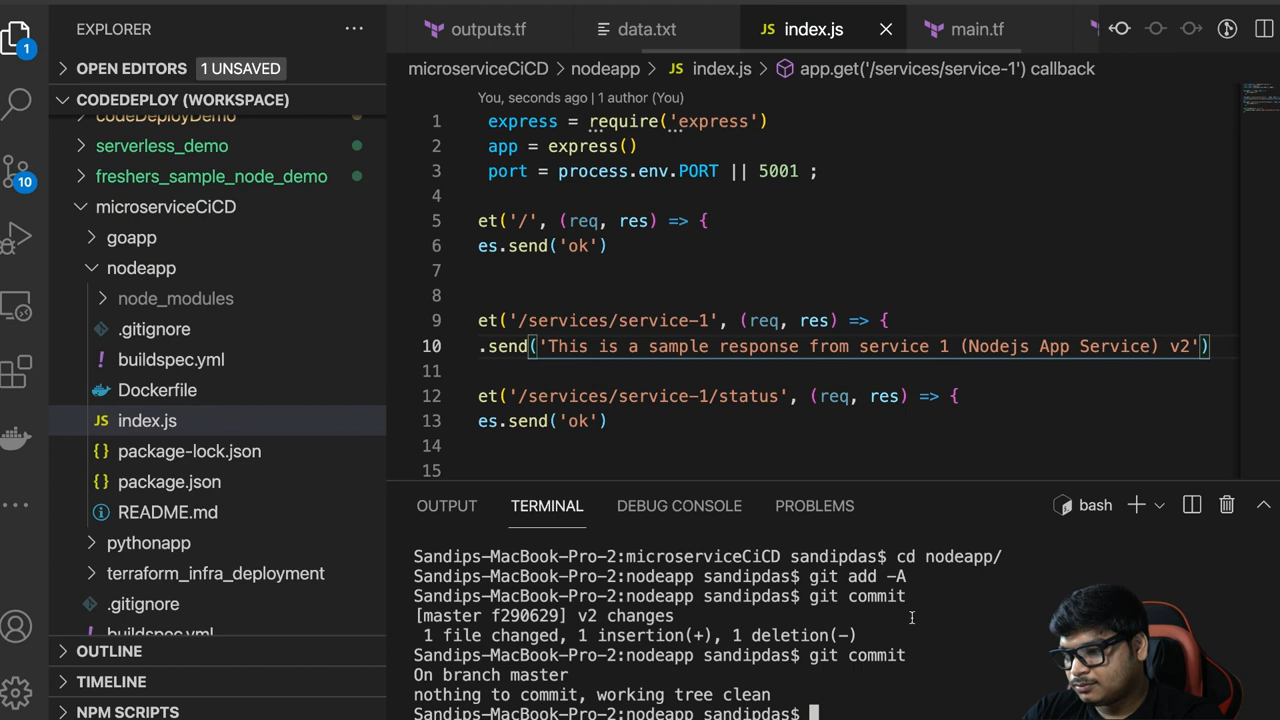 EXPLORER
outputs.tf
data.txt
JS index.js
main.tf
1
OPEN EDITORS 1 UNSAVED
microserviceCiCD > nodeapp > JS index.js > app.get('/services/service-1') callback
CODEDEPLOY (WORKSPACE)
codeDeployDemo
serverless_demo
freshers_sample_node_demo
10
microserviceCiCD
goapp
nodeapp
node_modules
.gitignore
! buildspec.yml
Dockerfile
JS index.js
{} package-lock.json
{} package.json
README.md
pythonapp
terraform_infra_deployment
.gitignore
! buildspec.yml
OUTLINE
TIMELINE
NPM SCRIPTS
You, seconds ago | 1 author (You)
1 express = require('express')
2 app = express()
3 port = process.env.PORT || 5001 ;
4
5 et('/', (req, res) => {
6 es.send('ok')
7
8
9 et('/services/service-1', (req, res) => {
10 .send('This is a sample response from service 1 (Nodejs App Service) v2')
11
12 et('/services/service-1/status', (req, res) => {
13 es.send('ok')
14
15
OUTPUT TERMINAL DEBUG CONSOLE PROBLEMS bash
Sandips-MacBook-Pro-2:microserviceCiCD sandipdas$ cd nodeapp/
Sandips-MacBook-Pro-2:nodeapp sandipdas$ git add -A
Sandips-MacBook-Pro-2:nodeapp sandipdas$ git commit
[master f290629] v2 changes
1 file changed, 1 insertion(+), 1 deletion(-)
Sandips-MacBook-Pro-2:nodeapp sandipdas$ git commit
On branch master
nothing to commit, working tree clean
Sandips-MacBook-Pro-2:nodeapp sandipdas$